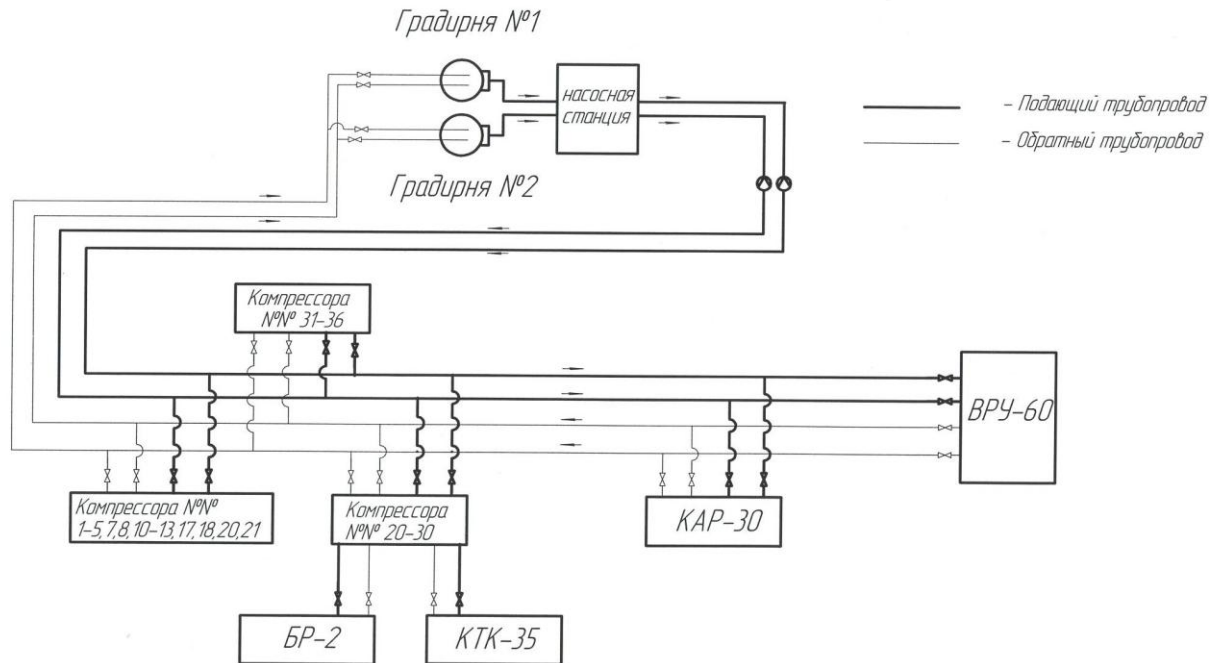 Градирня №1
насосная
станция
– Подающий трубопровод
– Обратный трубопровод
Градирня №2
Компрессора
№№ 31–36
ВРУ–60
Компрессора №№
1–5,7,8,10–13,17,18,20,21
Компрессора
№№ 20–30
КАР–30
БР–2
КТК–35